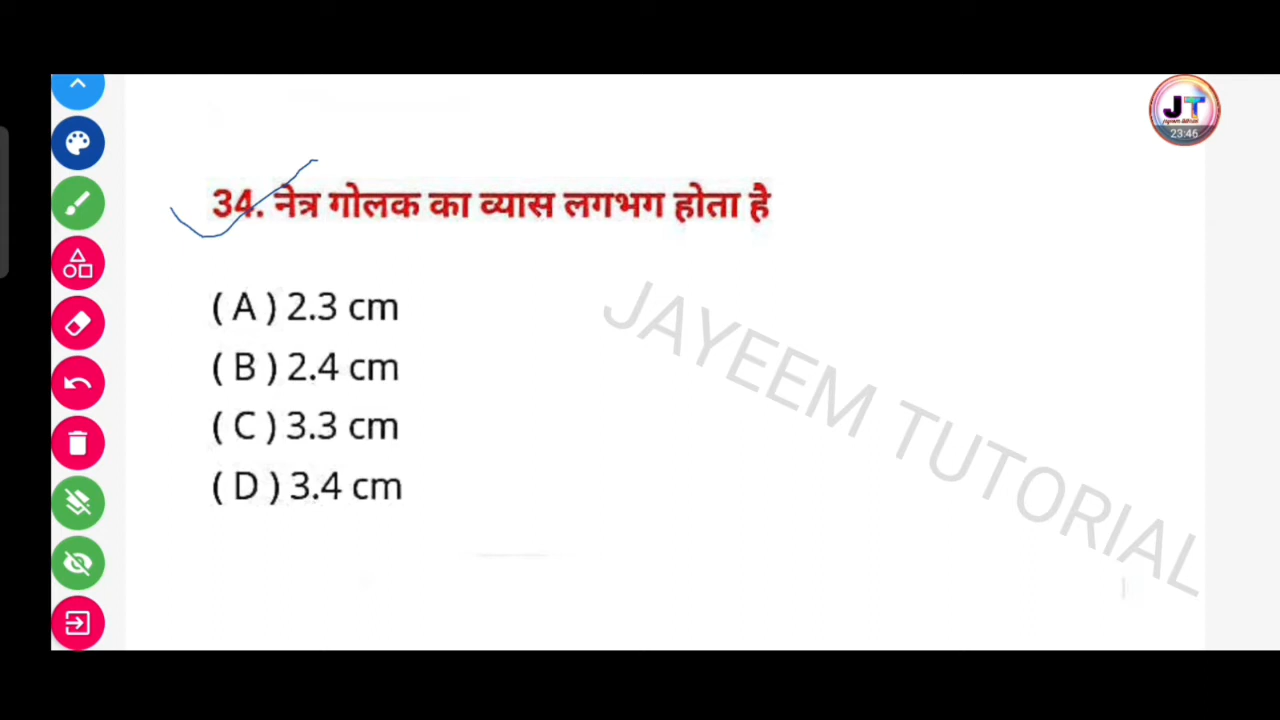 JT
23:46
34. नेत्र गोलक का व्यास लगभग होता है
( A ) 2.3 cm
( B ) 2.4 cm
( C ) 3.3 cm
( D ) 3.4 cm
JAYEEM TUTORIAL